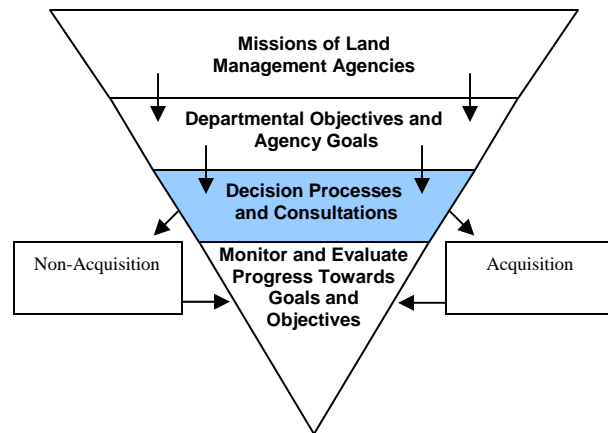 Missions of Land
Management Agencies
Departmental Objectives and
Agency Goals
Decision Processes
and Consultations
Non-Acquisition
Monitor and Evaluate
Progress Towards
Goals and
Objectives
Acquisition